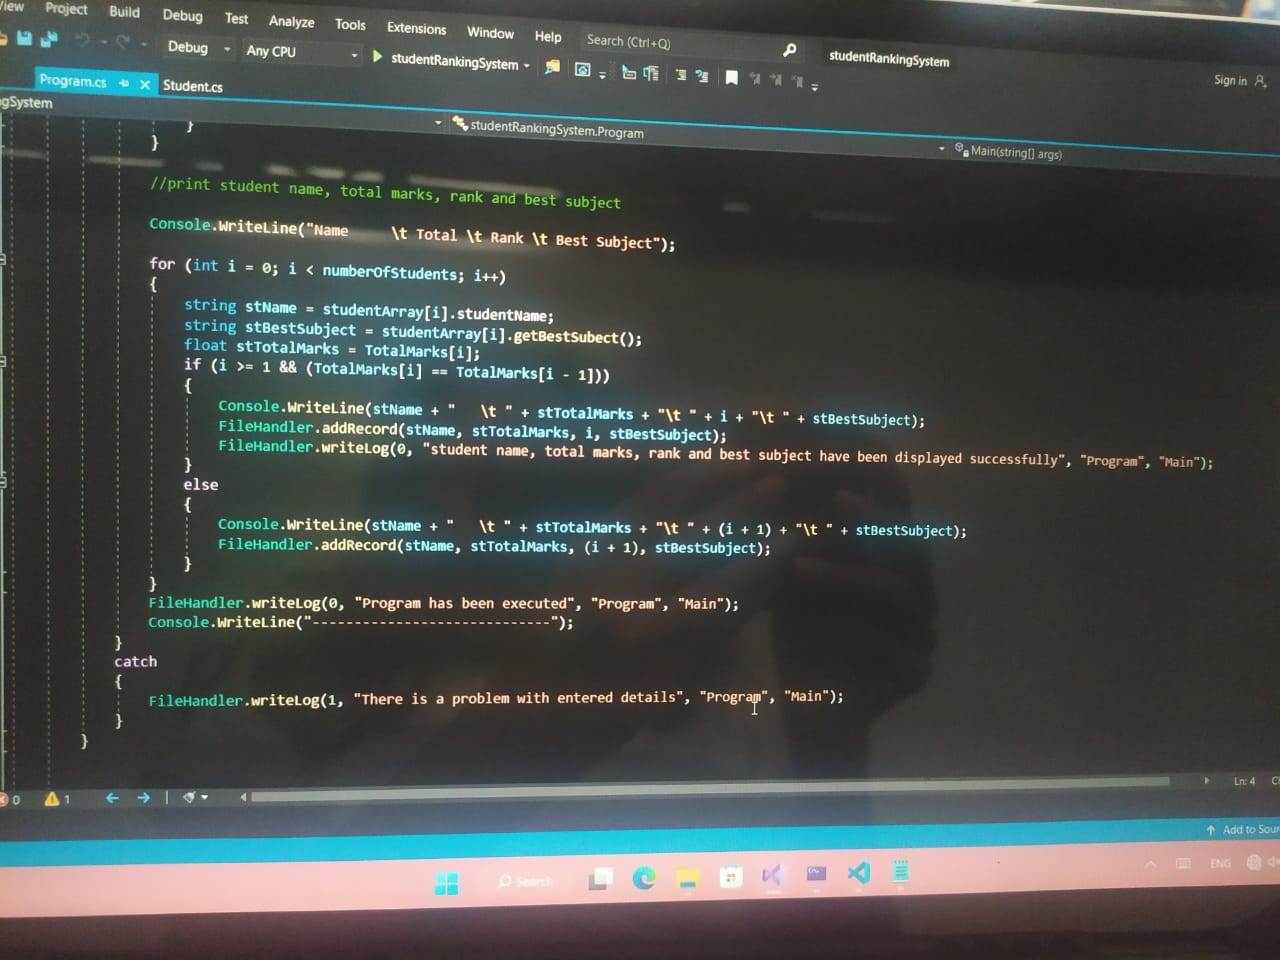 View Project Build Debug Test Analyze Tools Extensions Window Help Search (Ctrl+Q) studentRankingSystem
Debug Any CPU studentRankingSystem Sign in
Program.cs Student.cs
gSystem studentRankingSystem.Program Main(string[] args)
}
}
//print student name, total marks, rank and best subject
Console.WriteLine("Name \t Total \t Rank \t Best Subject");
for (int i = 0; i < numberOfStudents; i++)
{
string stName = studentArray[i].studentName;
string stBestSubject = studentArray[i].getBestSubect();
float stTotalMarks = TotalMarks[i];
if (i >= 1 && (TotalMarks[i] == TotalMarks[i - 1]))
{
Console.WriteLine(stName + " \t " + stTotalMarks + "\t " + i + "\t " + stBestSubject);
FileHandler.addRecord(stName, stTotalMarks, i, stBestSubject);
FileHandler.writeLog(0, "student name, total marks, rank and best subject have been displayed successfully", "Program", "Main");
}
else
{
Console.WriteLine(stName + " \t " + stTotalMarks + "\t " + (i + 1) + "\t " + stBestSubject);
FileHandler.addRecord(stName, stTotalMarks, (i + 1), stBestSubject);
}
}
FileHandler.writeLog(0, "Program has been executed", "Program", "Main");
Console.WriteLine("----------------------------");
}
catch
{
FileHandler.writeLog(1, "There is a problem with entered details", "Program", "Main");
}
}
0 1 Ln: 4 C
Add to Sour
Search ENG